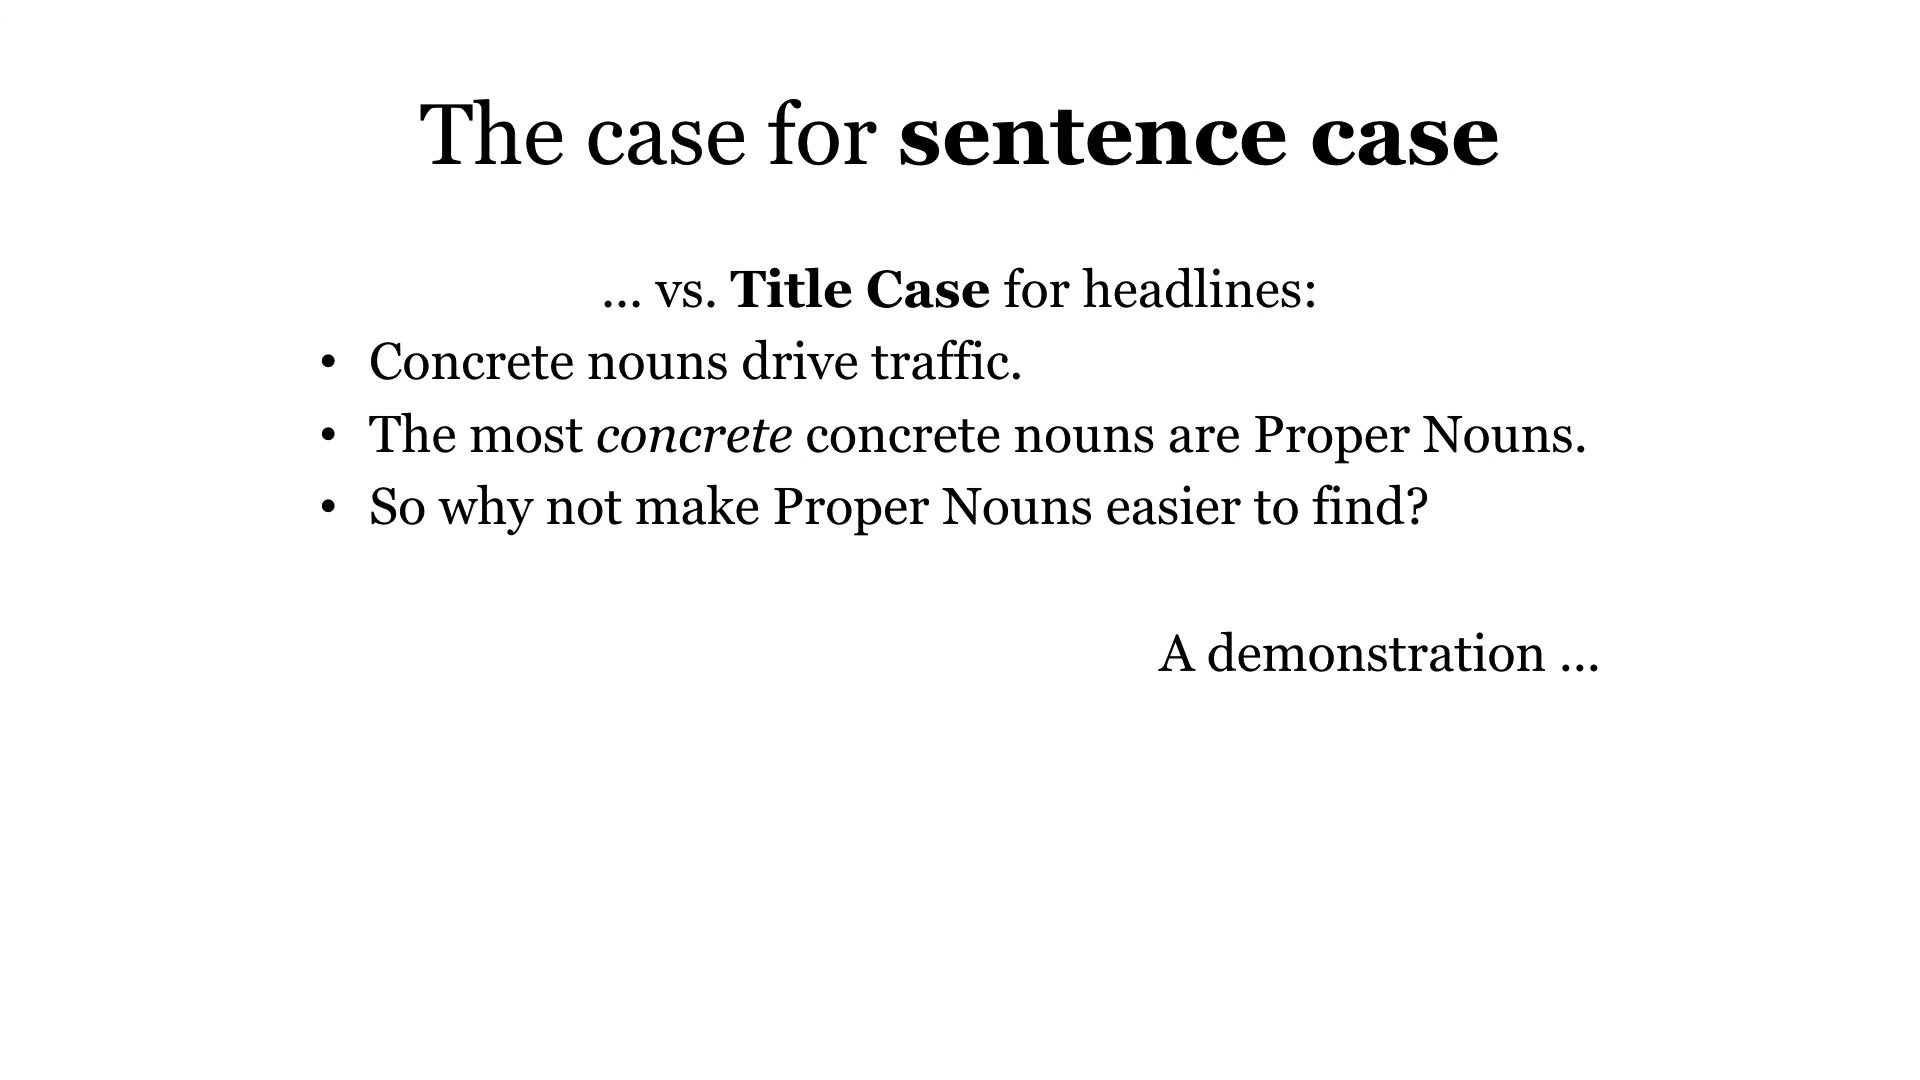 The case for sentence case
... vs. Title Case for headlines:
• Concrete nouns drive traffic.
• The most concrete concrete nouns are Proper Nouns.
• So why not make Proper Nouns easier to find?
A demonstration ...